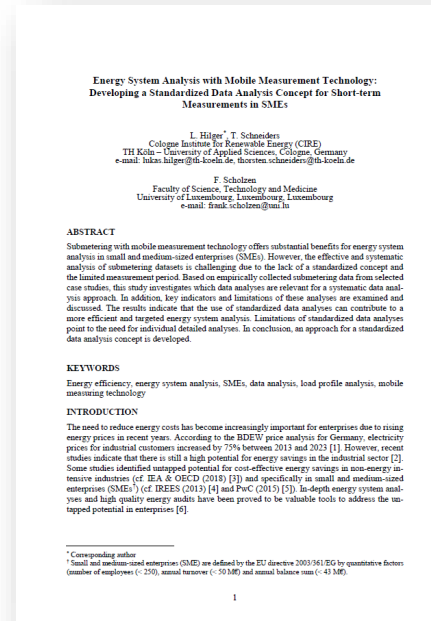 Energy System Analysis with Mobile Measurement Technology:
Developing a Standardized Data Analysis Concept for Short-term
Measurements in SMEs
L. Hilger*, T. Schneiders
Cologne Institute for Renewable Energy (CIRE)
TH Köln – University of Applied Sciences, Cologne, Germany
e-mail: lukas.hilger@th-koeln.de, thorsten.schneiders@th-koeln.de
F. Scholzen
Faculty of Science, Technology and Medicine
University of Luxembourg, Luxembourg, Luxembourg
e-mail: frank.scholzen@uni.lu
ABSTRACT
Submetering with mobile measurement technology offers substantial benefits for energy system
analysis in small and medium-sized enterprises (SMEs). However, the effective and systematic
analysis of submetering datasets is challenging due to the lack of a standardized concept and
the limited measurement period. Based on empirically collected submetering data from selected
case studies, this study investigates which data analyses are relevant for a systematic data anal-
ysis approach. In addition, key indicators and limitations of these analyses are examined and
discussed. The results indicate that the use of standardized data analyses can contribute to a
more efficient and targeted energy system analysis. Limitations of standardized data analyses
point to the need for individual detailed analyses. In conclusion, an approach for a standardized
data analysis concept is developed.
KEYWORDS
Energy efficiency, energy system analysis, SMEs, data analysis, load profile analysis, mobile
measuring technology
INTRODUCTION
The need to reduce energy costs has become increasingly important for enterprises due to rising
energy prices in recent years. According to the BDEW price analysis for Germany, electricity
prices for industrial customers increased by 75% between 2013 and 2023 [1]. However, recent
studies indicate that there is still a high potential for energy savings in the industrial sector [2].
Some studies identified untapped potential for cost-effective energy savings in non-energy in-
tensive industries (cf. IEA & OECD (2018) [3]) and specifically in small and medium-sized
enterprises (SMEs†) (cf. IREES (2013) [4] and PwC (2015) [5]). In-depth energy system anal-
yses and high quality energy audits have been proved to be valuable tools to address the un-
tapped potential in enterprises [6].
* Corresponding author
† Small and medium-sized enterprises (SME) are defined by the EU directive 2003/361/EG by quantitative factors
(number of employees (< 250), annual turnover (< 50 M€) and annual balance sum (< 43 M€).
1